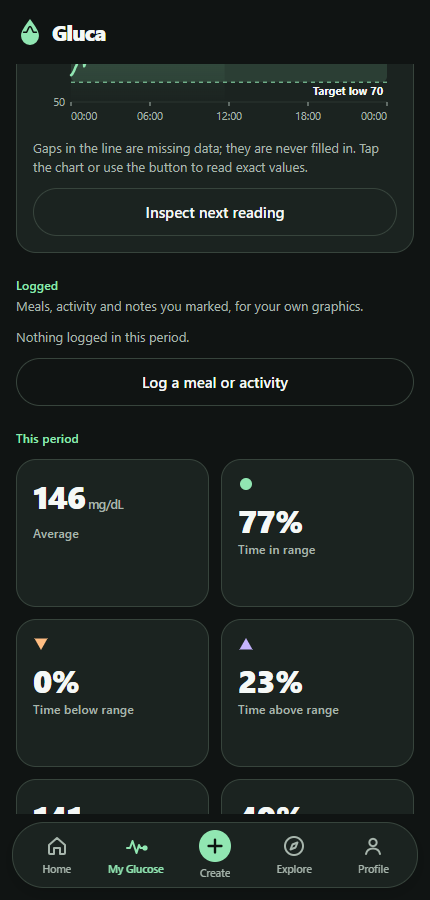 Gluca
Target low 70
50
00:00 06:00 12:00 18:00 00:00
Gaps in the line are missing data; they are never filled in. Tap
the chart or use the button to read exact values.
Inspect next reading
Logged
Meals, activity and notes you marked, for your own graphics.
Nothing logged in this period.
Log a meal or activity
This period
146 mg/dL
Average
77%
Time in range
0%
Time below range
23%
Time above range
Home
My Glucose
Create
Explore
Profile